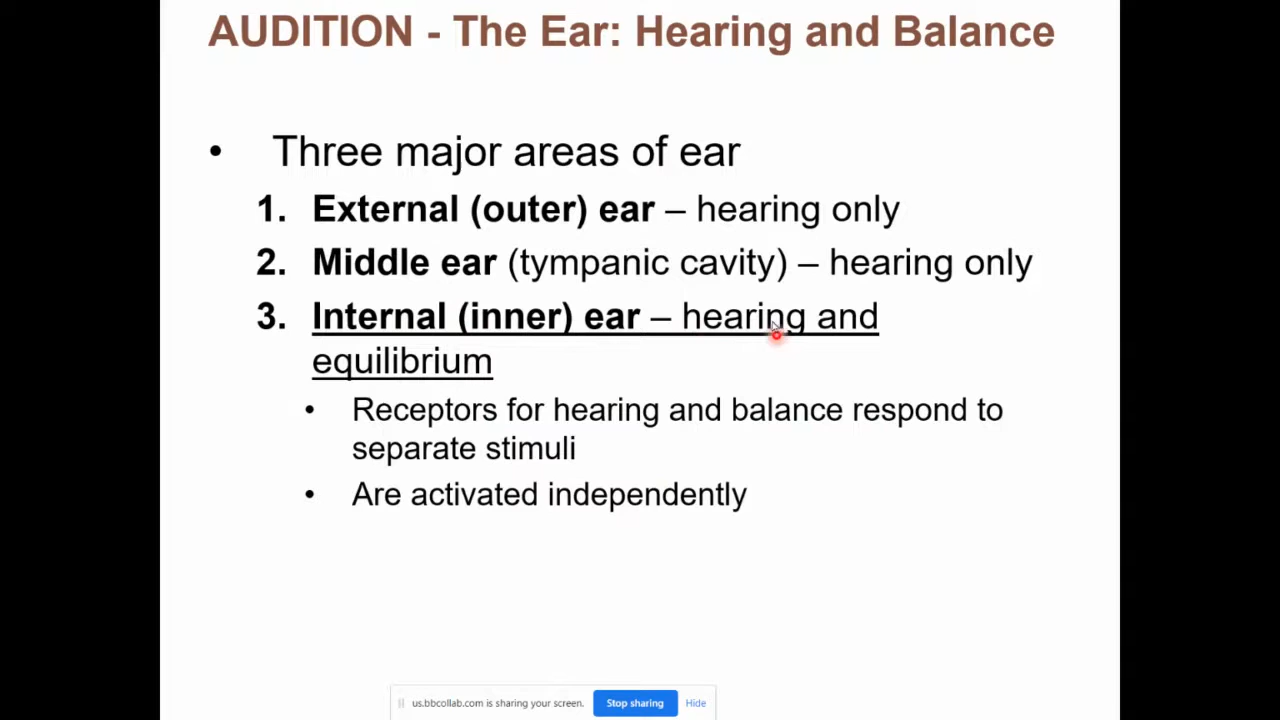 AUDITION - The Ear: Hearing and Balance
• Three major areas of ear
1. External (outer) ear – hearing only
2. Middle ear (tympanic cavity) – hearing only
3. Internal (inner) ear – hearing and
equilibrium
• Receptors for hearing and balance respond to
separate stimuli
• Are activated independently
us.bbcollab.com is sharing your screen. Stop sharing Hide